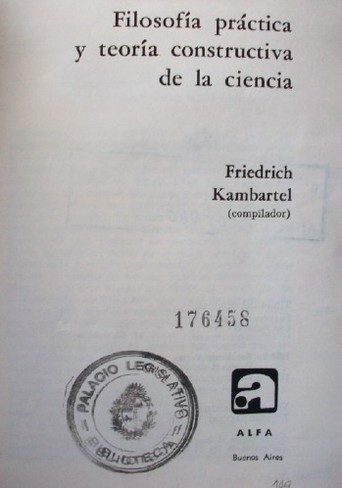 Filosofía práctica
y teoría constructiva
de la ciencia
Friedrich
Kambartel
(compilador)
176458
PALACIO LEGISLATIVO
BIBLIOTECA
a
ALFA
Buenos Aires